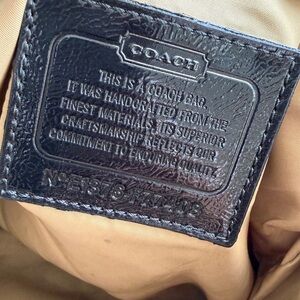 COACH
THIS IS A COACH BAG.
IT WAS HANDCRAFTED FROM THE
FINEST MATERIALS. ITS SUPERIOR
CRAFTSMANSHIP REFLECTS OUR
COMMITMENT TO ENDURING QUALITY.